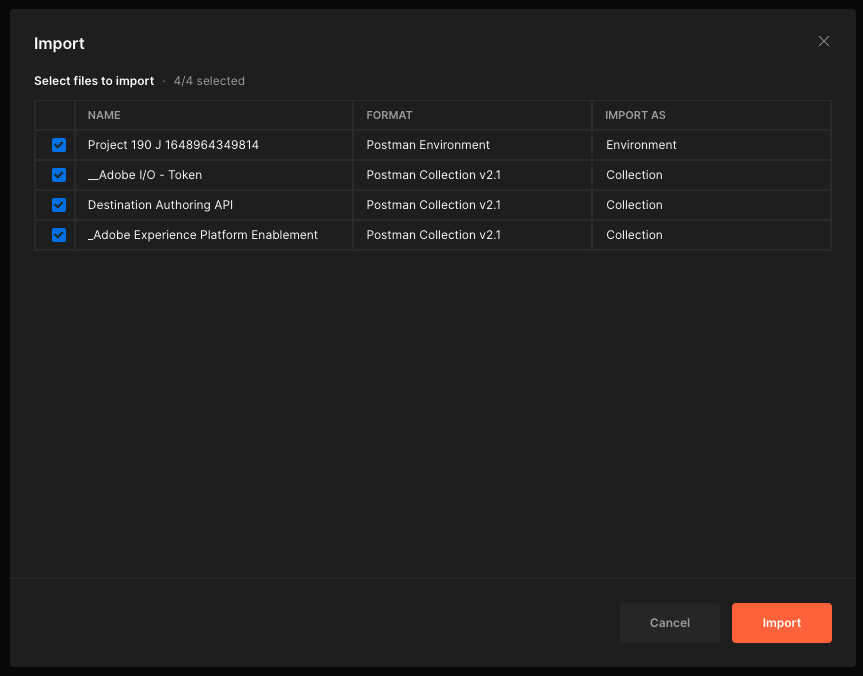 Import
Select files to import · 4/4 selected
NAME FORMAT IMPORT AS
Project 190 J 1648964349814 Postman Environment Environment
__Adobe I/O - Token Postman Collection v2.1 Collection
Destination Authoring API Postman Collection v2.1 Collection
_Adobe Experience Platform Enablement Postman Collection v2.1 Collection
Cancel Import